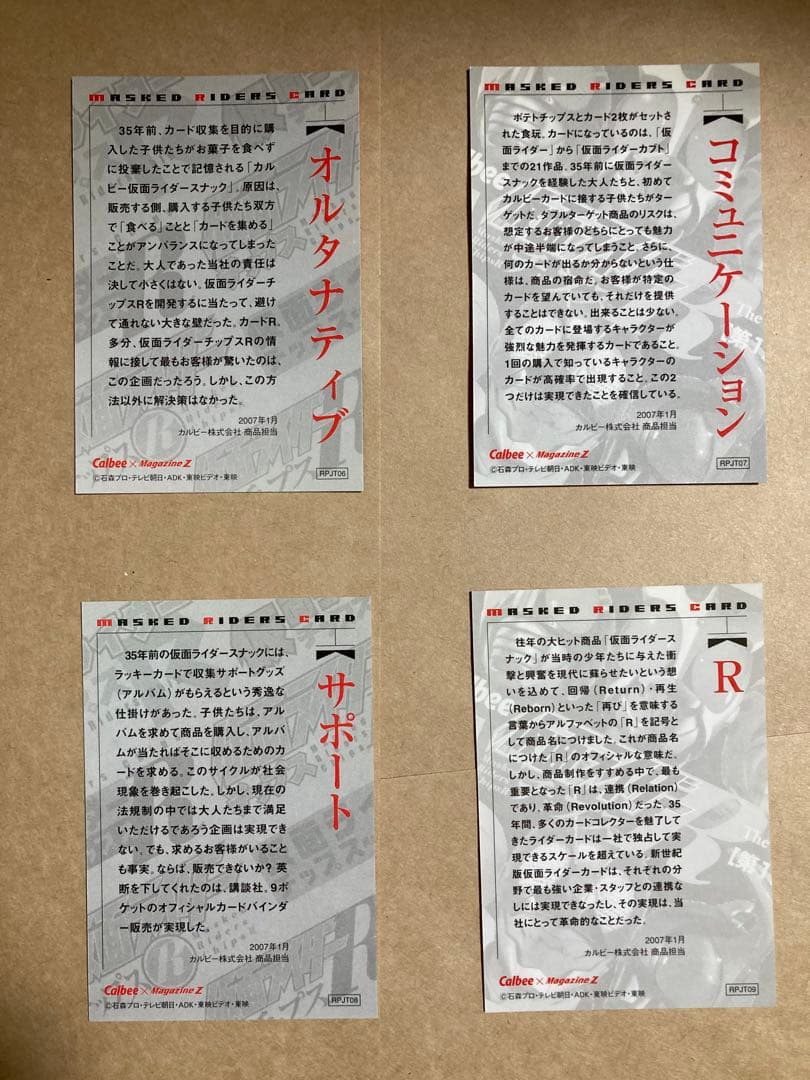 MASKED RIDERS CARD
オルタナティブ
35年前、カード収集を目的に購
入した子供たちがお菓子を食べず
に投棄したことで記憶される「カル
ビー仮面ライダースナック」。原因は、
販売する側、購入する子供たち双方
で「食べる」ことと「カードを集める」
ことがアンバランスになってしまった
ことだ。大人であった当社の責任は
決して小さくはない。仮面ライダーチ
ップスRを開発するに当たって、避け
て通れない大きな壁だった。カードR。
多分、仮面ライダーチップスRの情
報に接して最もお客様が驚いたのは、
この企画だったろう。しかし、この方
法以外に解決策はなかった。
2007年1月
カルビー株式会社 商品担当
Calbee×Magazine Z
©石森プロ・テレビ朝日・ADK・東映ビデオ・東映
RPJT06
MASKED RIDERS CARD
コミュニケーション
ポテトチップスとカード2枚がセットさ
れた食玩。カードになっているのは、「仮
面ライダー」から「仮面ライダーカブト」
までの21作品。35年前に仮面ライダー
スナックを経験した大人たちと、初めて
カルビーカードに接する子供たちがター
ゲットだ。ダブルターゲット商品のリスクは、
想定するお客様のどちらにとっても魅力
が中途半端になってしまうこと。さらに、
何のカードが出るか分からないという仕
様は、商品の宿命だ。お客様が特定の
カードを望んでいても、それだけを提供
することはできない。出来ることは少ない。
全てのカードに登場するキャラクターが
強烈な魅力を発揮するカードであること。
1回の購入で知っているキャラクターの
カードが高確率で出現すること。この2
つだけは実現できたことを確信している。
2007年1月
カルビー株式会社 商品担当
Calbee×Magazine Z
©石森プロ・テレビ朝日・ADK・東映ビデオ・東映
RPJT07
MASKED RIDERS CARD
サポート
35年前の仮面ライダースナックには、
ラッキーカードで収集サポートグッズ
（アルバム）がもらえるという秀逸な
仕掛けがあった。子供たちは、アル
バムを求めて商品を購入し、アルバ
ムが当たればそこに収めるためのカ
ードを求める。このサイクルが社会
現象を巻き起こした。しかし、現在の
法規制の中では大人たちまで満足
いただけるであろう企画は実現でき
ない。でも、求めるお客様がいること
も事実。ならば、販売できないか？英
断を下してくれたのは、講談社。9ポ
ケットのオフィシャルカードバインダ
ー販売が実現した。
2007年1月
カルビー株式会社 商品担当
Calbee×Magazine Z
©石森プロ・テレビ朝日・ADK・東映ビデオ・東映
RPJT08
MASKED RIDERS CARD
R
往年の大ヒット商品「仮面ライダース
ナック」が当時の少年たちに与えた衝
撃と興奮を現代に蘇らせたいという想
いを込めて、回帰（Return）・再生
（Reborn）といった「再び」を意味する
言葉からアルファベットの「R」を記号と
して商品名につけました。これが商品名
につけた「R」のオフィシャルな意味だ。
しかし、商品制作をすすめる中で、最も
重要となった「R」は、連携（Relation）
であり、革命（Revolution）だった。35
年間、多くのカードコレクターを魅了して
きたライダーカードは一社で独占して実
現できるスケールを超えている。新世紀
版仮面ライダーカードは、それぞれの分
野で最も強い企業・スタッフとの連携な
しには実現できなかったし、その実現は、当
社にとって革命的なことだった。
2007年1月
カルビー株式会社 商品担当
Calbee×Magazine Z
©石森プロ・テレビ朝日・ADK・東映ビデオ・東映
RPJT09